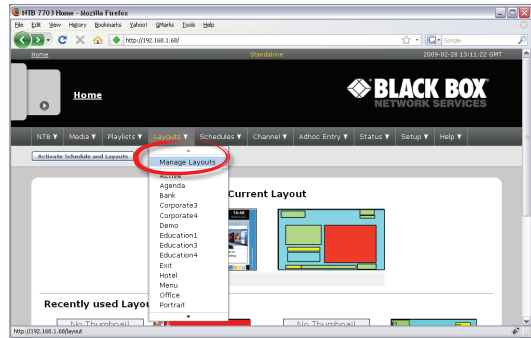 NTB 7703 Home - Mozilla Firefox
File Edit View History Bookmarks Yahoo! QMarks Tools Help
http://192.168.1.68/
Google
Home
Standalone
2009-02-28 13:11:22 GMT
Home
BLACK BOX
NETWORK SERVICES
NTB Media Playlists Layouts Schedules Channel Adhoc Entry Status Setup Help
Activate Schedule and Layouts
Manage Layouts
Active
Agenda
Bank
Corporate3
Corporate4
Demo
Education1
Education3
Education4
Exit
Hotel
Menu
Office
Portrait
Current Layout
14:46
Recently used Layou
No Thumbnail
No Thumbnail
http://192.168.1.68/layout